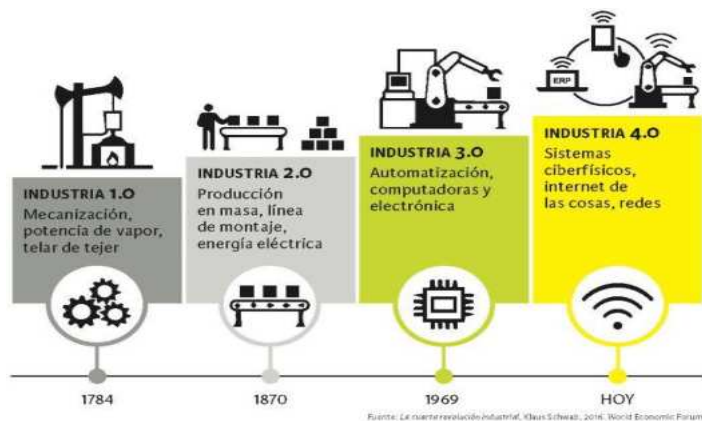 ERP
INDUSTRIA 1.0
Mecanización,
potencia de vapor,
telar de tejer
INDUSTRIA 2.0
Producción
en masa, línea
de montaje,
energía eléctrica
INDUSTRIA 3.0
Automatización,
computadoras y
electrónica
INDUSTRIA 4.0
Sistemas
ciberfísicos,
internet de
las cosas, redes
1784
1870
1969
HOY
Fuente: La cuarta revolución industrial, Klaus Schwab, 2016. World Economic Forum